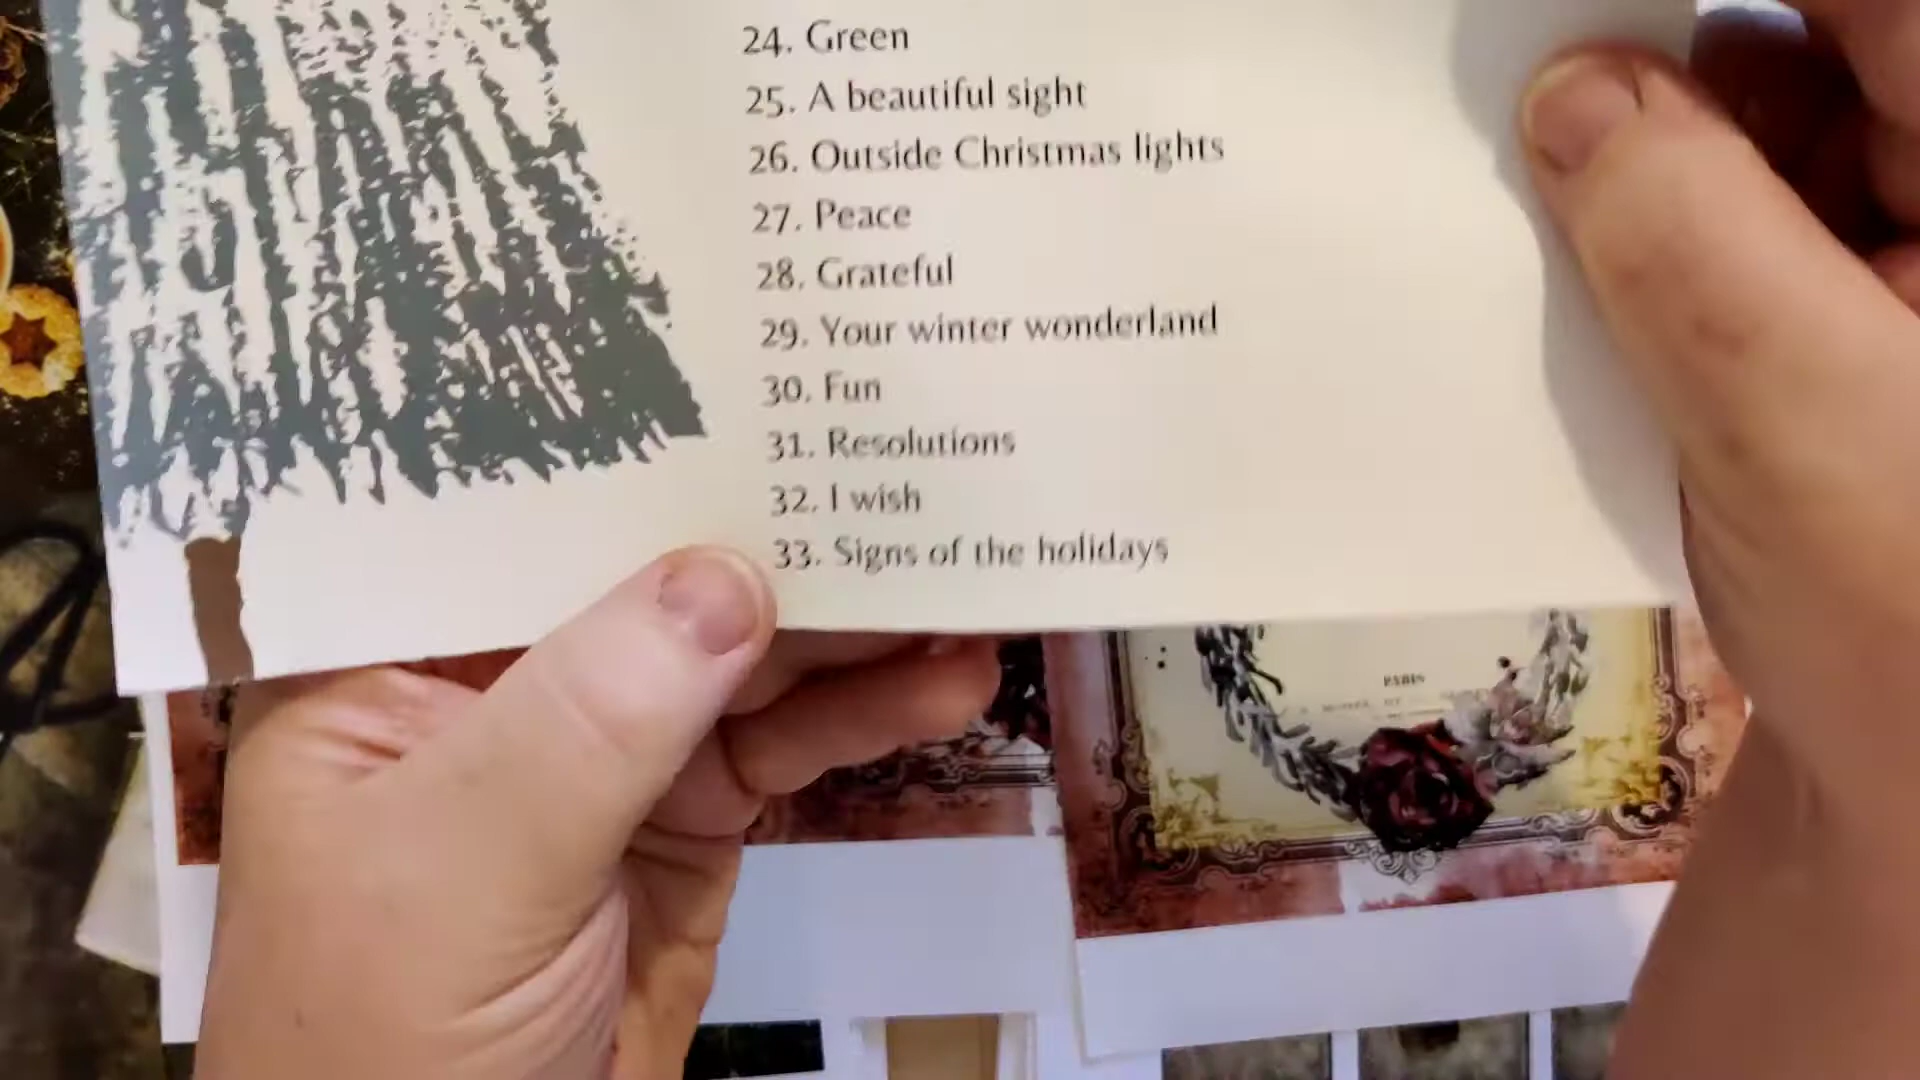 24. Green
25. A beautiful sight
26. Outside Christmas lights
27. Peace
28. Grateful
29. Your winter wonderland
30. Fun
31. Resolutions
32. I wish
33. Signs of the holidays
PARIS